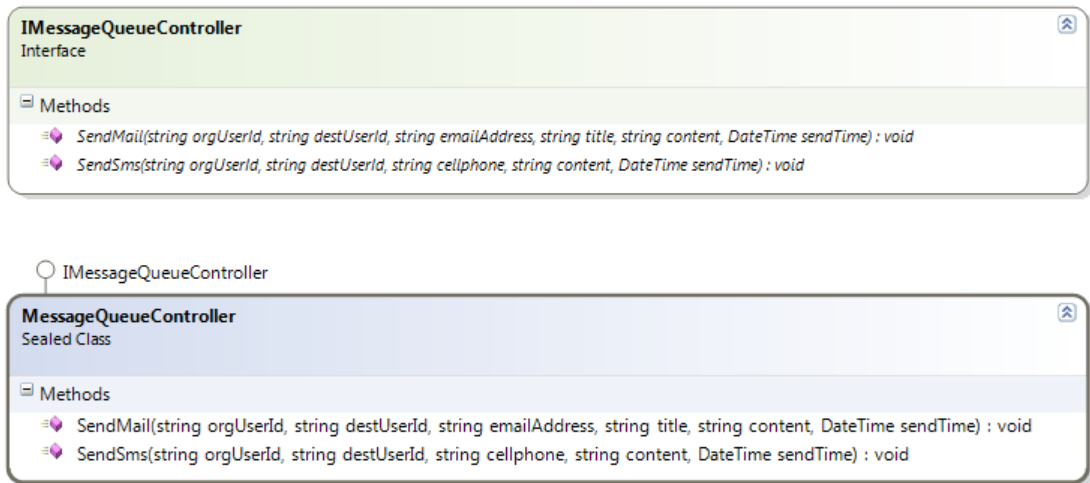 IMessageQueueController
Interface
Methods
SendMail(string orgUserId, string destUserId, string emailAddress, string title, string content, DateTime sendTime) : void
SendSms(string orgUserId, string destUserId, string cellphone, string content, DateTime sendTime) : void
IMessageQueueController
MessageQueueController
Sealed Class
Methods
SendMail(string orgUserId, string destUserId, string emailAddress, string title, string content, DateTime sendTime) : void
SendSms(string orgUserId, string destUserId, string cellphone, string content, DateTime sendTime) : void